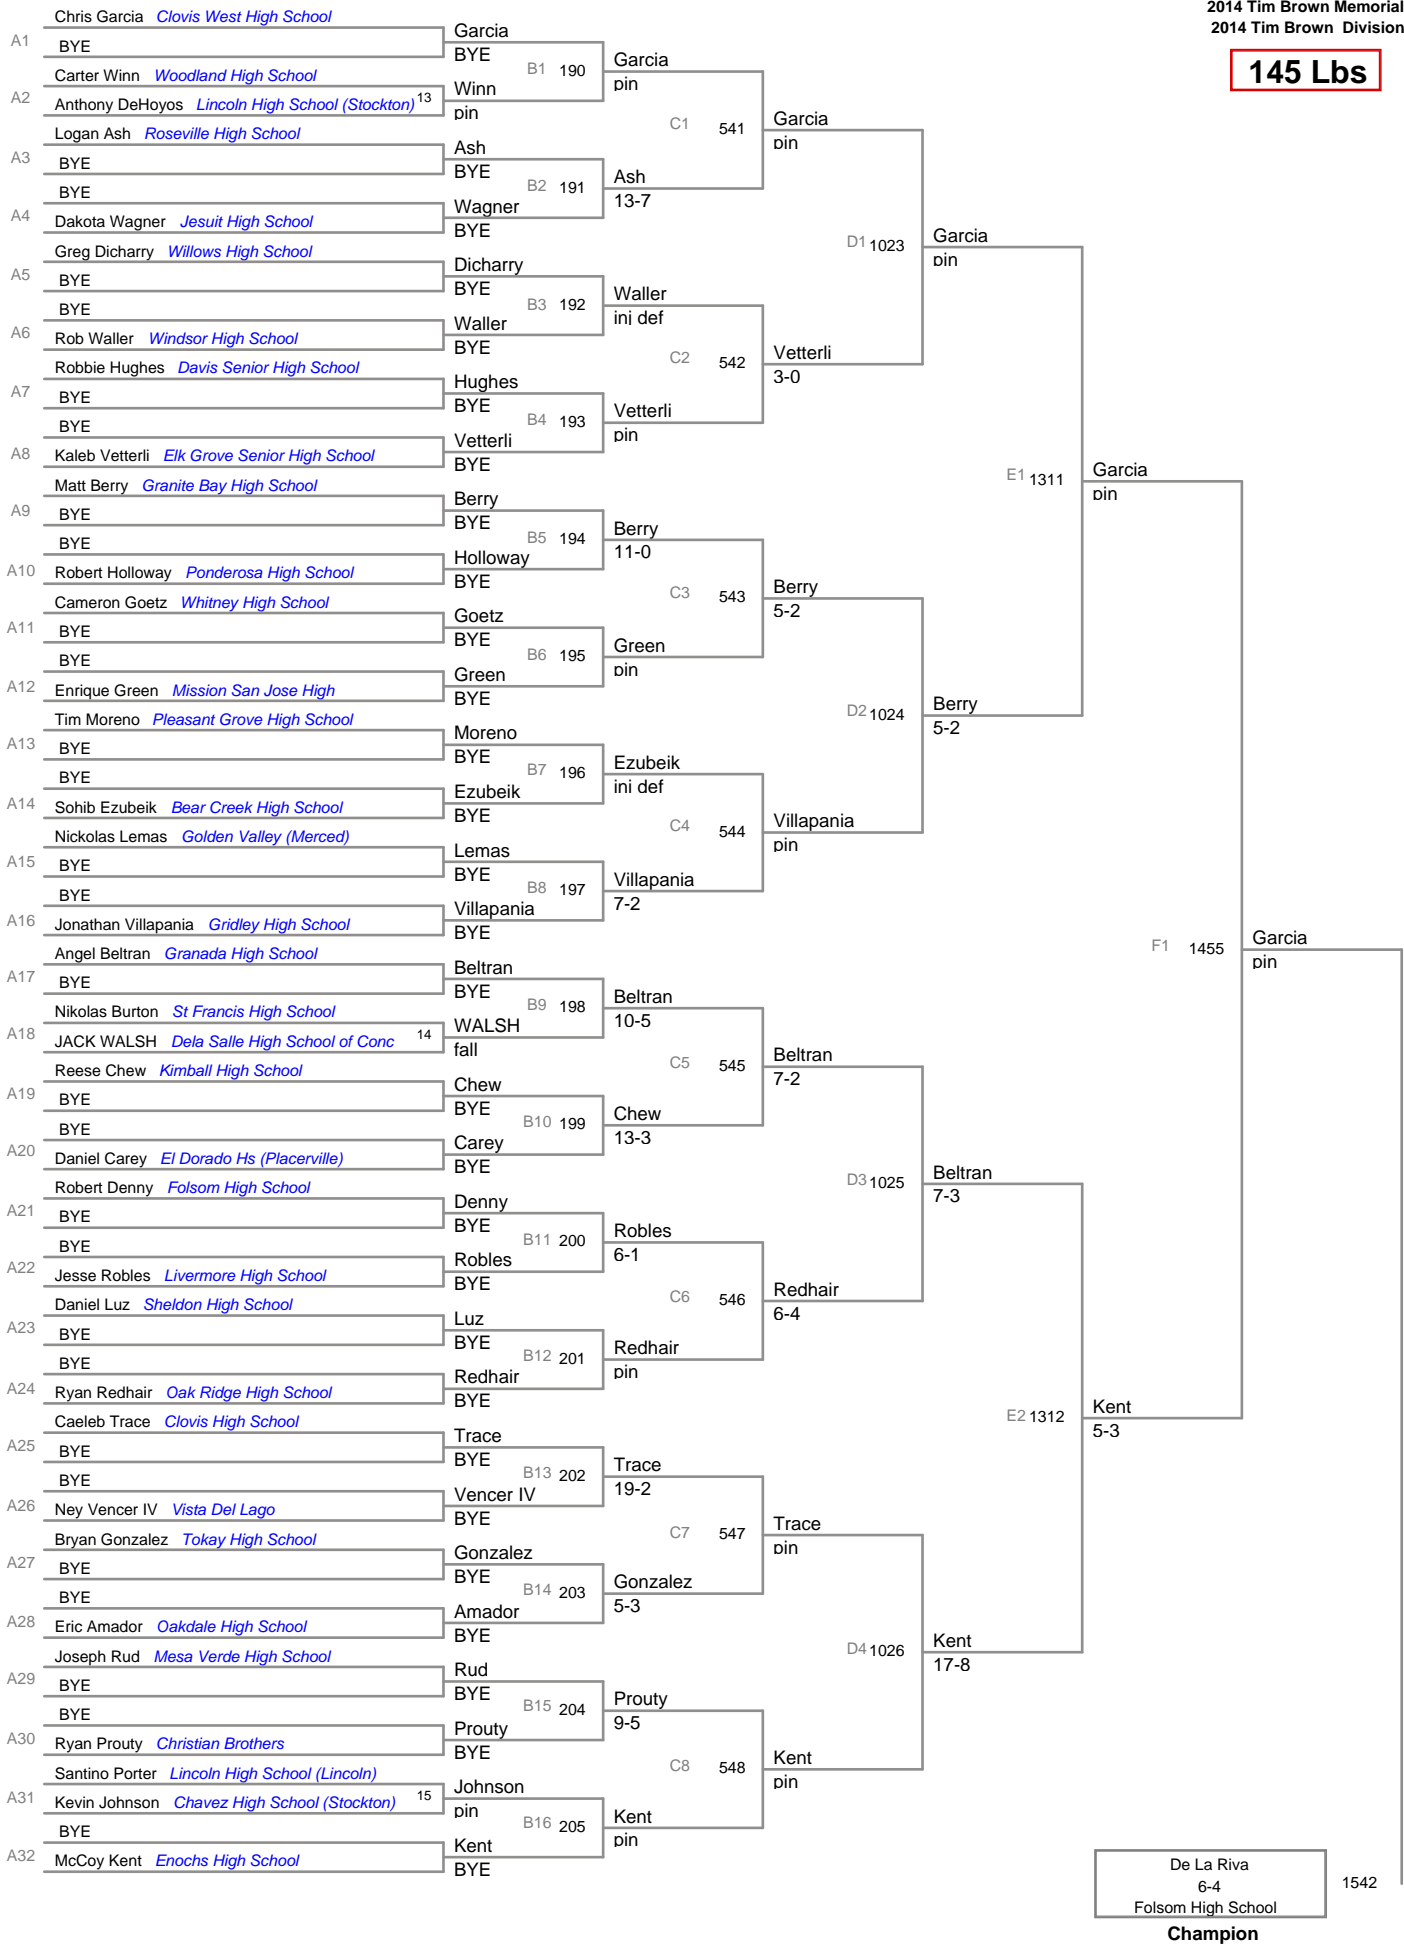 2014 Tim Brown Memorial
2014 Tim Brown Division
145 Lbs
Chris Garcia Clovis West High School
A1
BYE
Carter Winn Woodland High School
A2
Anthony DeHoyos Lincoln High School (Stockton) 13
Logan Ash Roseville High School
A3
BYE
BYE
A4
Dakota Wagner Jesuit High School
Greg Dicharry Willows High School
A5
BYE
BYE
A6
Rob Waller Windsor High School
Robbie Hughes Davis Senior High School
A7
BYE
BYE
A8
Kaleb Vetterli Elk Grove Senior High School
Matt Berry Granite Bay High School
A9
BYE
BYE
A10
Robert Holloway Ponderosa High School
Cameron Goetz Whitney High School
A11
BYE
BYE
A12
Enrique Green Mission San Jose High
Tim Moreno Pleasant Grove High School
A13
BYE
BYE
A14
Sohib Ezubeik Bear Creek High School
Nickolas Lemas Golden Valley (Merced)
A15
BYE
BYE
A16
Jonathan Villapania Gridley High School
Angel Beltran Granada High School
A17
BYE
Nikolas Burton St Francis High School
A18
JACK WALSH Dela Salle High School of Conc 14
Reese Chew Kimball High School
A19
BYE
BYE
A20
Daniel Carey El Dorado Hs (Placerville)
Robert Denny Folsom High School
A21
BYE
BYE
A22
Jesse Robles Livermore High School
Daniel Luz Sheldon High School
A23
BYE
BYE
A24
Ryan Redhair Oak Ridge High School
Caeleb Trace Clovis High School
A25
BYE
BYE
A26
Ney Vencer IV Vista Del Lago
Bryan Gonzalez Tokay High School
A27
BYE
BYE
A28
Eric Amador Oakdale High School
Joseph Rud Mesa Verde High School
A29
BYE
BYE
A30
Ryan Prouty Christian Brothers
Santino Porter Lincoln High School (Lincoln)
A31
Kevin Johnson Chavez High School (Stockton) 15
BYE
A32
McCoy Kent Enochs High School
Garcia
BYE
B1 190
Winn
pin
Ash
BYE
B2 191
Wagner
BYE
Dicharry
BYE
B3 192
Waller
BYE
Hughes
BYE
B4 193
Vetterli
BYE
Berry
BYE
B5 194
Holloway
BYE
Goetz
BYE
B6 195
Green
BYE
Moreno
BYE
B7 196
Ezubeik
BYE
Lemas
BYE
B8 197
Villapania
BYE
Beltran
BYE
B9 198
WALSH
fall
Chew
BYE
B10 199
Carey
BYE
Denny
BYE
B11 200
Robles
BYE
Luz
BYE
B12 201
Redhair
BYE
Trace
BYE
B13 202
Vencer IV
BYE
Gonzalez
BYE
B14 203
Amador
BYE
Rud
BYE
B15 204
Prouty
BYE
Johnson
pin
B16 205
Kent
BYE
Garcia
pin
C1 541
Ash
13-7
Waller
inj def
C2 542
Vetterli
pin
Berry
11-0
C3 543
Green
pin
Ezubeik
inj def
C4 544
Villapania
7-2
Beltran
10-5
C5 545
Chew
13-3
Robles
6-1
C6 546
Redhair
pin
Trace
19-2
C7 547
Gonzalez
5-3
Prouty
9-5
C8 548
Kent
pin
Garcia
pin
D1 1023
Vetterli
3-0
Berry
5-2
D2 1024
Villapania
pin
Beltran
7-2
D3 1025
Redhair
6-4
Trace
pin
D4 1026
Kent
pin
Garcia
pin
E1 1311
Berry
5-2
Beltran
7-3
E2 1312
Kent
17-8
Garcia
pin
F1 1455
Kent
5-3
Garcia
pin
De La Riva
6-4
Folsom High School
1542
Champion